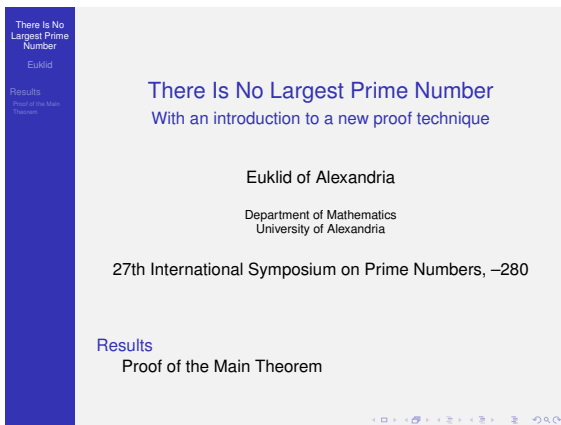 There Is No
Largest Prime
Number
Euklid
Results
Proof of the Main
Theorem
There Is No Largest Prime Number
With an introduction to a new proof technique
Euklid of Alexandria
Department of Mathematics
University of Alexandria
27th International Symposium on Prime Numbers, –280
Results
Proof of the Main Theorem